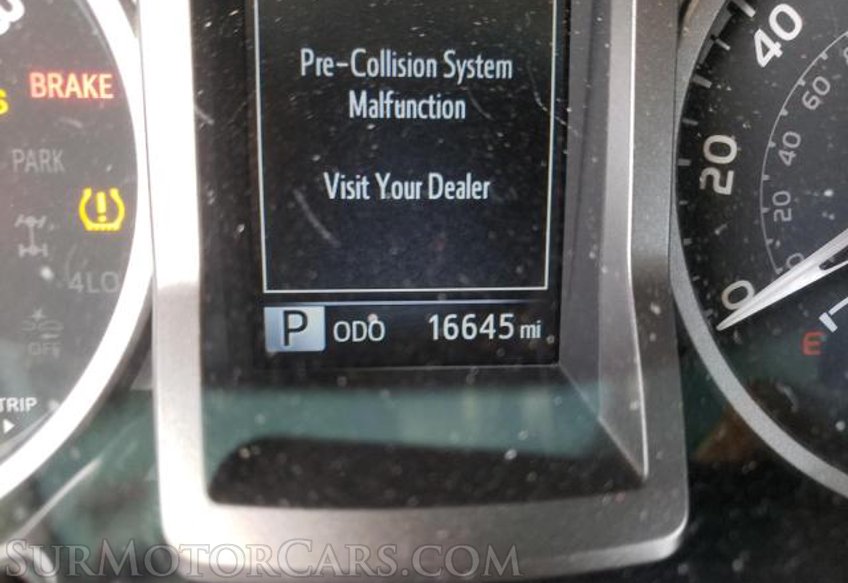 Pre-Collision System
Malfunction
Visit Your Dealer
P ODO 16645 mi
BRAKE
PARK
4LO
OFF
TRIP
40
20
0
60
40
20
0
E
SurMotorCars.com